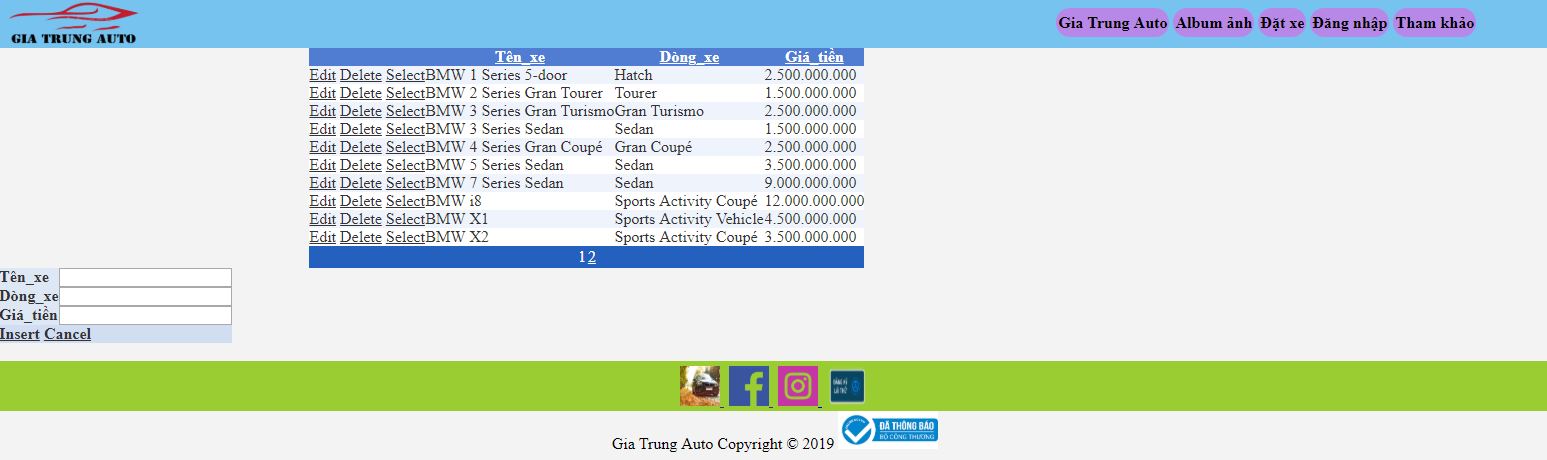 GIA TRUNG AUTO
Gia Trung Auto Album ảnh Đặt xe Đăng nhập Tham khảo
Tên_xe Dòng_xe Giá_tiền
Edit Delete Select BMW 1 Series 5-door Hatch 2.500.000.000
Edit Delete Select BMW 2 Series Gran Tourer Tourer 1.500.000.000
Edit Delete Select BMW 3 Series Gran Turismo Gran Turismo 2.500.000.000
Edit Delete Select BMW 3 Series Sedan Sedan 1.500.000.000
Edit Delete Select BMW 4 Series Gran Coupé Gran Coupé 2.500.000.000
Edit Delete Select BMW 5 Series Sedan Sedan 3.500.000.000
Edit Delete Select BMW 7 Series Sedan Sedan 9.000.000.000
Edit Delete Select BMW i8 Sports Activity Coupé 12.000.000.000
Edit Delete Select BMW X1 Sports Activity Vehicle 4.500.000.000
Edit Delete Select BMW X2 Sports Activity Coupé 3.500.000.000
1 2
Tên_xe
Dòng_xe
Giá_tiền
Insert Cancel
ĐĂNG KÝ
LÁI THỬ
ĐÃ THÔNG BÁO
BỘ CÔNG THƯƠNG
Gia Trung Auto Copyright © 2019